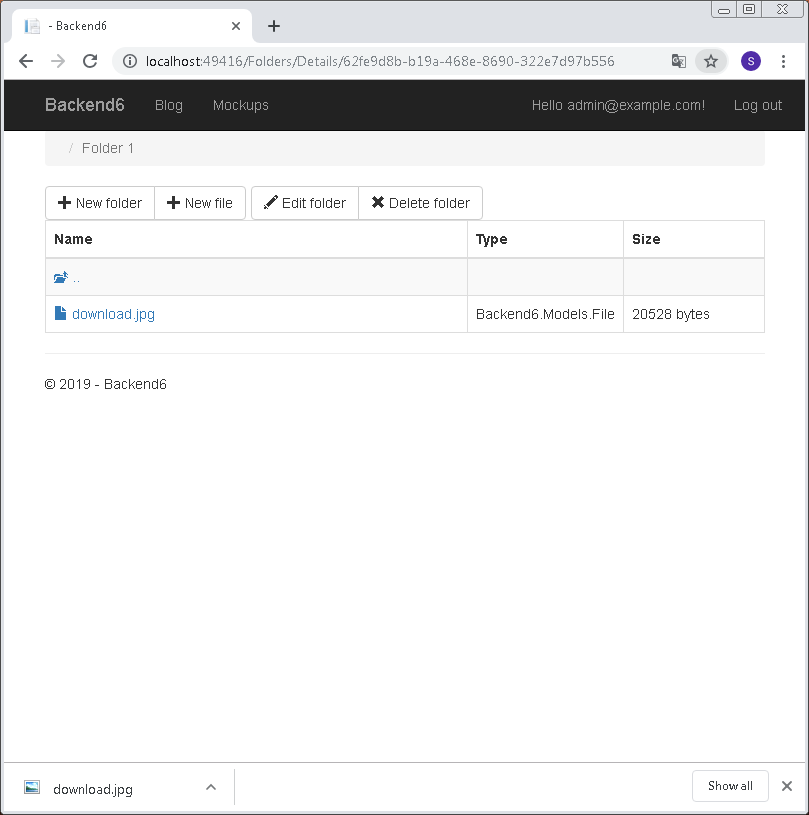 - Backend6
localhost:49416/Folders/Details/62fe9d8b-b19a-468e-8690-322e7d97b556
S
Backend6 Blog Mockups Hello admin@example.com! Log out
/ Folder 1
New folder New file Edit folder Delete folder
Name Type Size
..
download.jpg Backend6.Models.File 20528 bytes
© 2019 - Backend6
download.jpg Show all